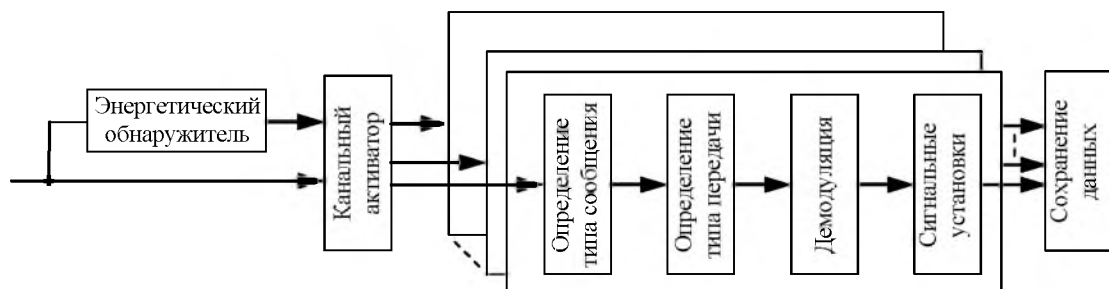 Энергетический
обнаружитель
Канальный
активатор
Определение
типа сообщения
Определение
типа передачи
Демодуляция
Сигнальные
установки
Сохранение
данных